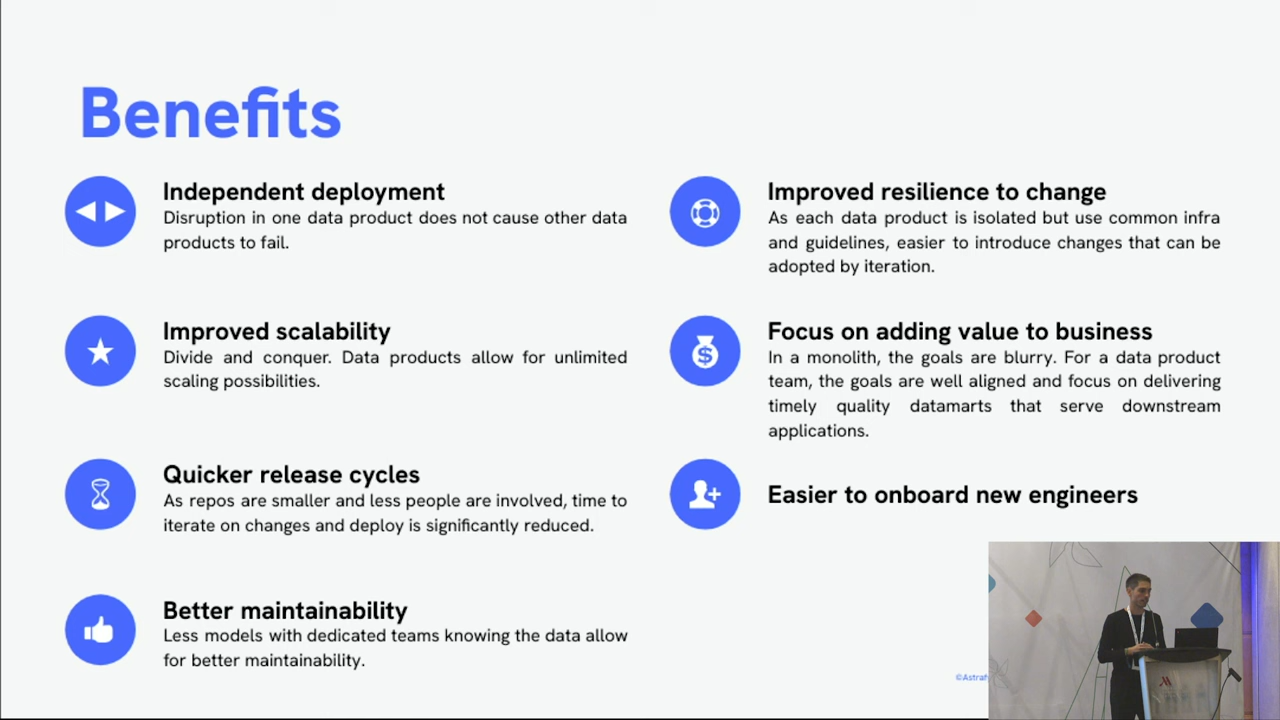 Benefits
Independent deployment
Disruption in one data product does not cause other data
products to fail.
Improved scalability
Divide and conquer. Data products allow for unlimited
scaling possibilities.
Quicker release cycles
As repos are smaller and less people are involved, time to
iterate on changes and deploy is significantly reduced.
Better maintainability
Less models with dedicated teams knowing the data allow
for better maintainability.
Improved resilience to change
As each data product is isolated but use common infra
and guidelines, easier to introduce changes that can be
adopted by iteration.
Focus on adding value to business
In a monolith, the goals are blurry. For a data product
team, the goals are well aligned and focus on delivering
timely quality datamarts that serve downstream
applications.
Easier to onboard new engineers